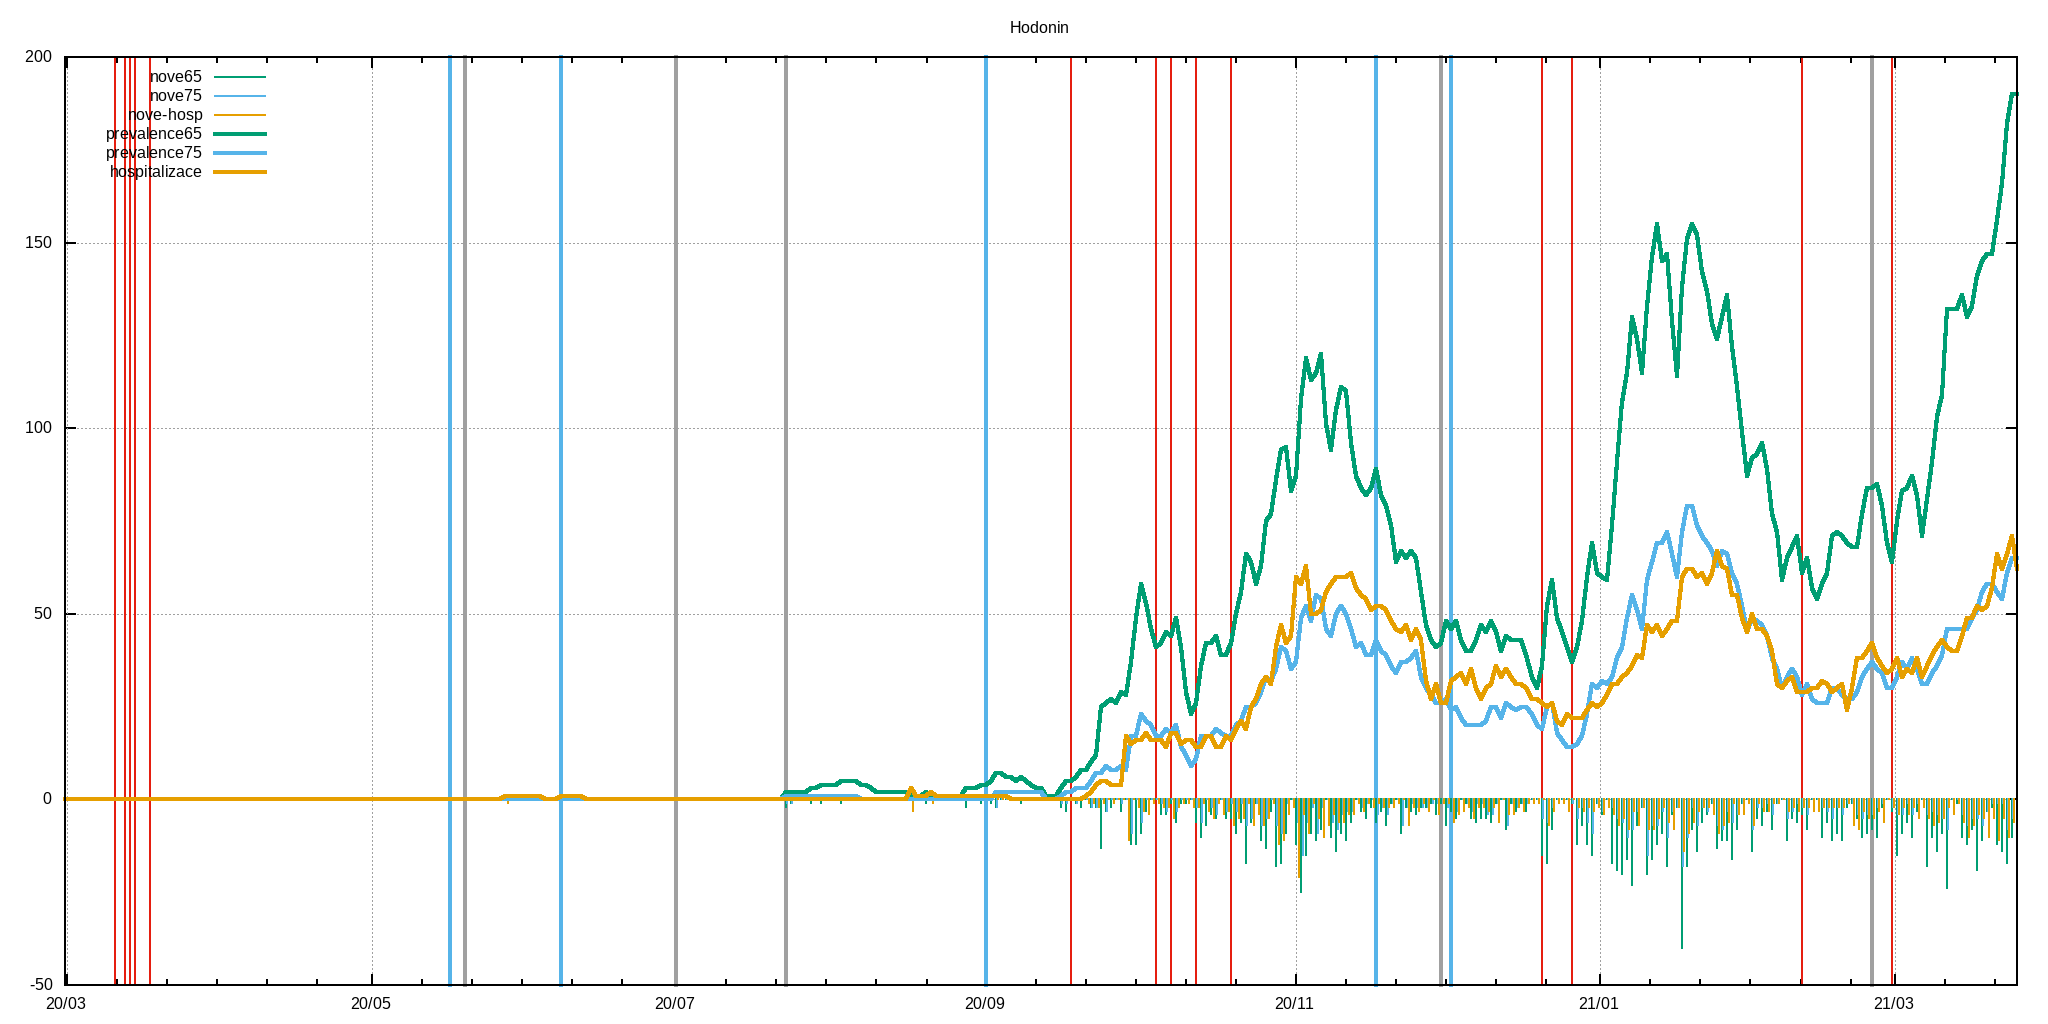 Hodonin
200
nove65
nove75
nove-hosp
prevalence65
prevalence75
hospitalizace
150
100
50
0
-50
20/03 20/05 20/07 20/09 20/11 21/01 21/03